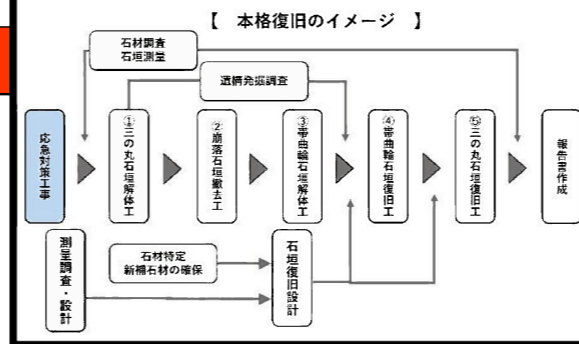 【 本格復旧のイメージ 】
石材調査
石垣測量
遺構発掘調査
応急対策工事
①三の丸石垣解体工
②崩落石垣撤去工
③帯曲輪石垣解体工
④帯曲輪石垣復旧工
⑤三の丸石垣復旧工
報告書作成
測量調査・設計
石材特定
新補石材の確保
石垣復旧設計